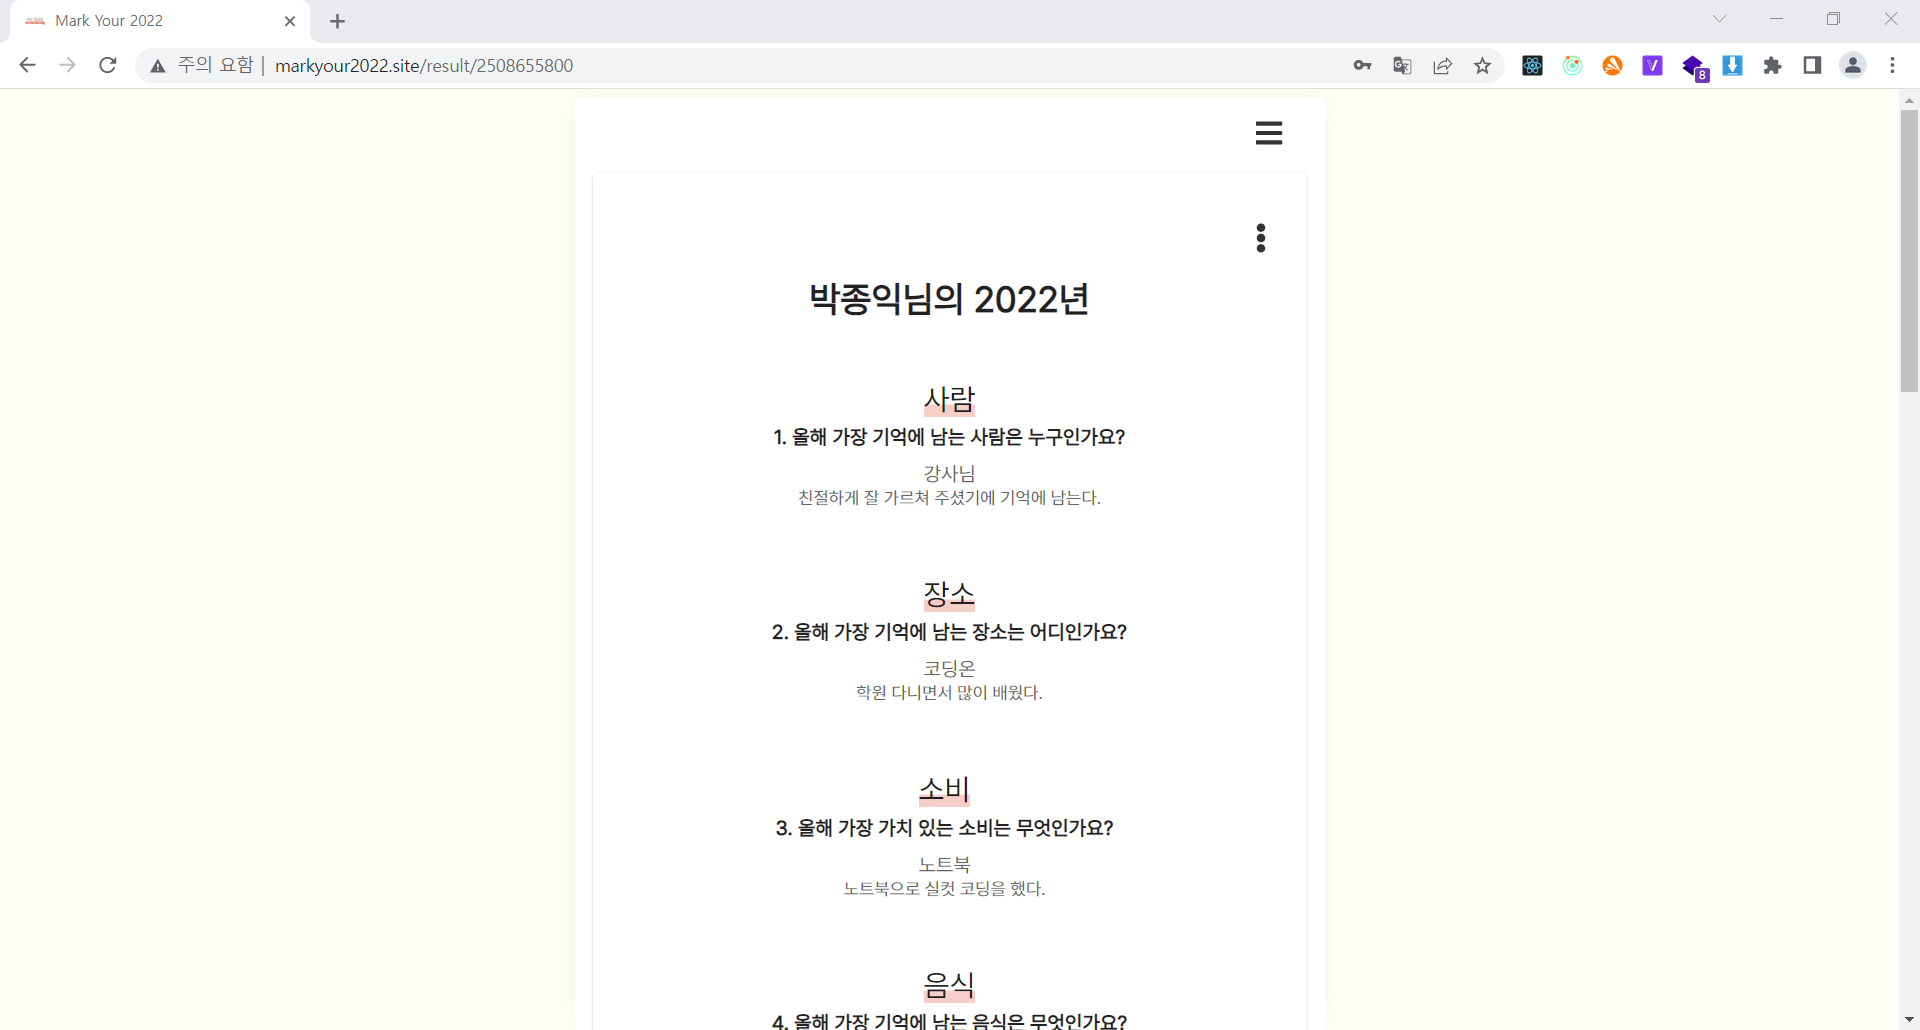 Mark Your 2022
주의 요함 | markyour2022.site/result/2508655800
8
박종익님의 2022년
사람
1. 올해 가장 기억에 남는 사람은 누구인가요?
강사님
친절하게 잘 가르쳐 주셨기에 기억에 남는다.
장소
2. 올해 가장 기억에 남는 장소는 어디인가요?
코딩온
학원 다니면서 많이 배웠다.
소비
3. 올해 가장 가치 있는 소비는 무엇인가요?
노트북
노트북으로 실컷 코딩을 했다.
음식
4. 올해 가장 기억에 남는 음식은 무엇인가요?